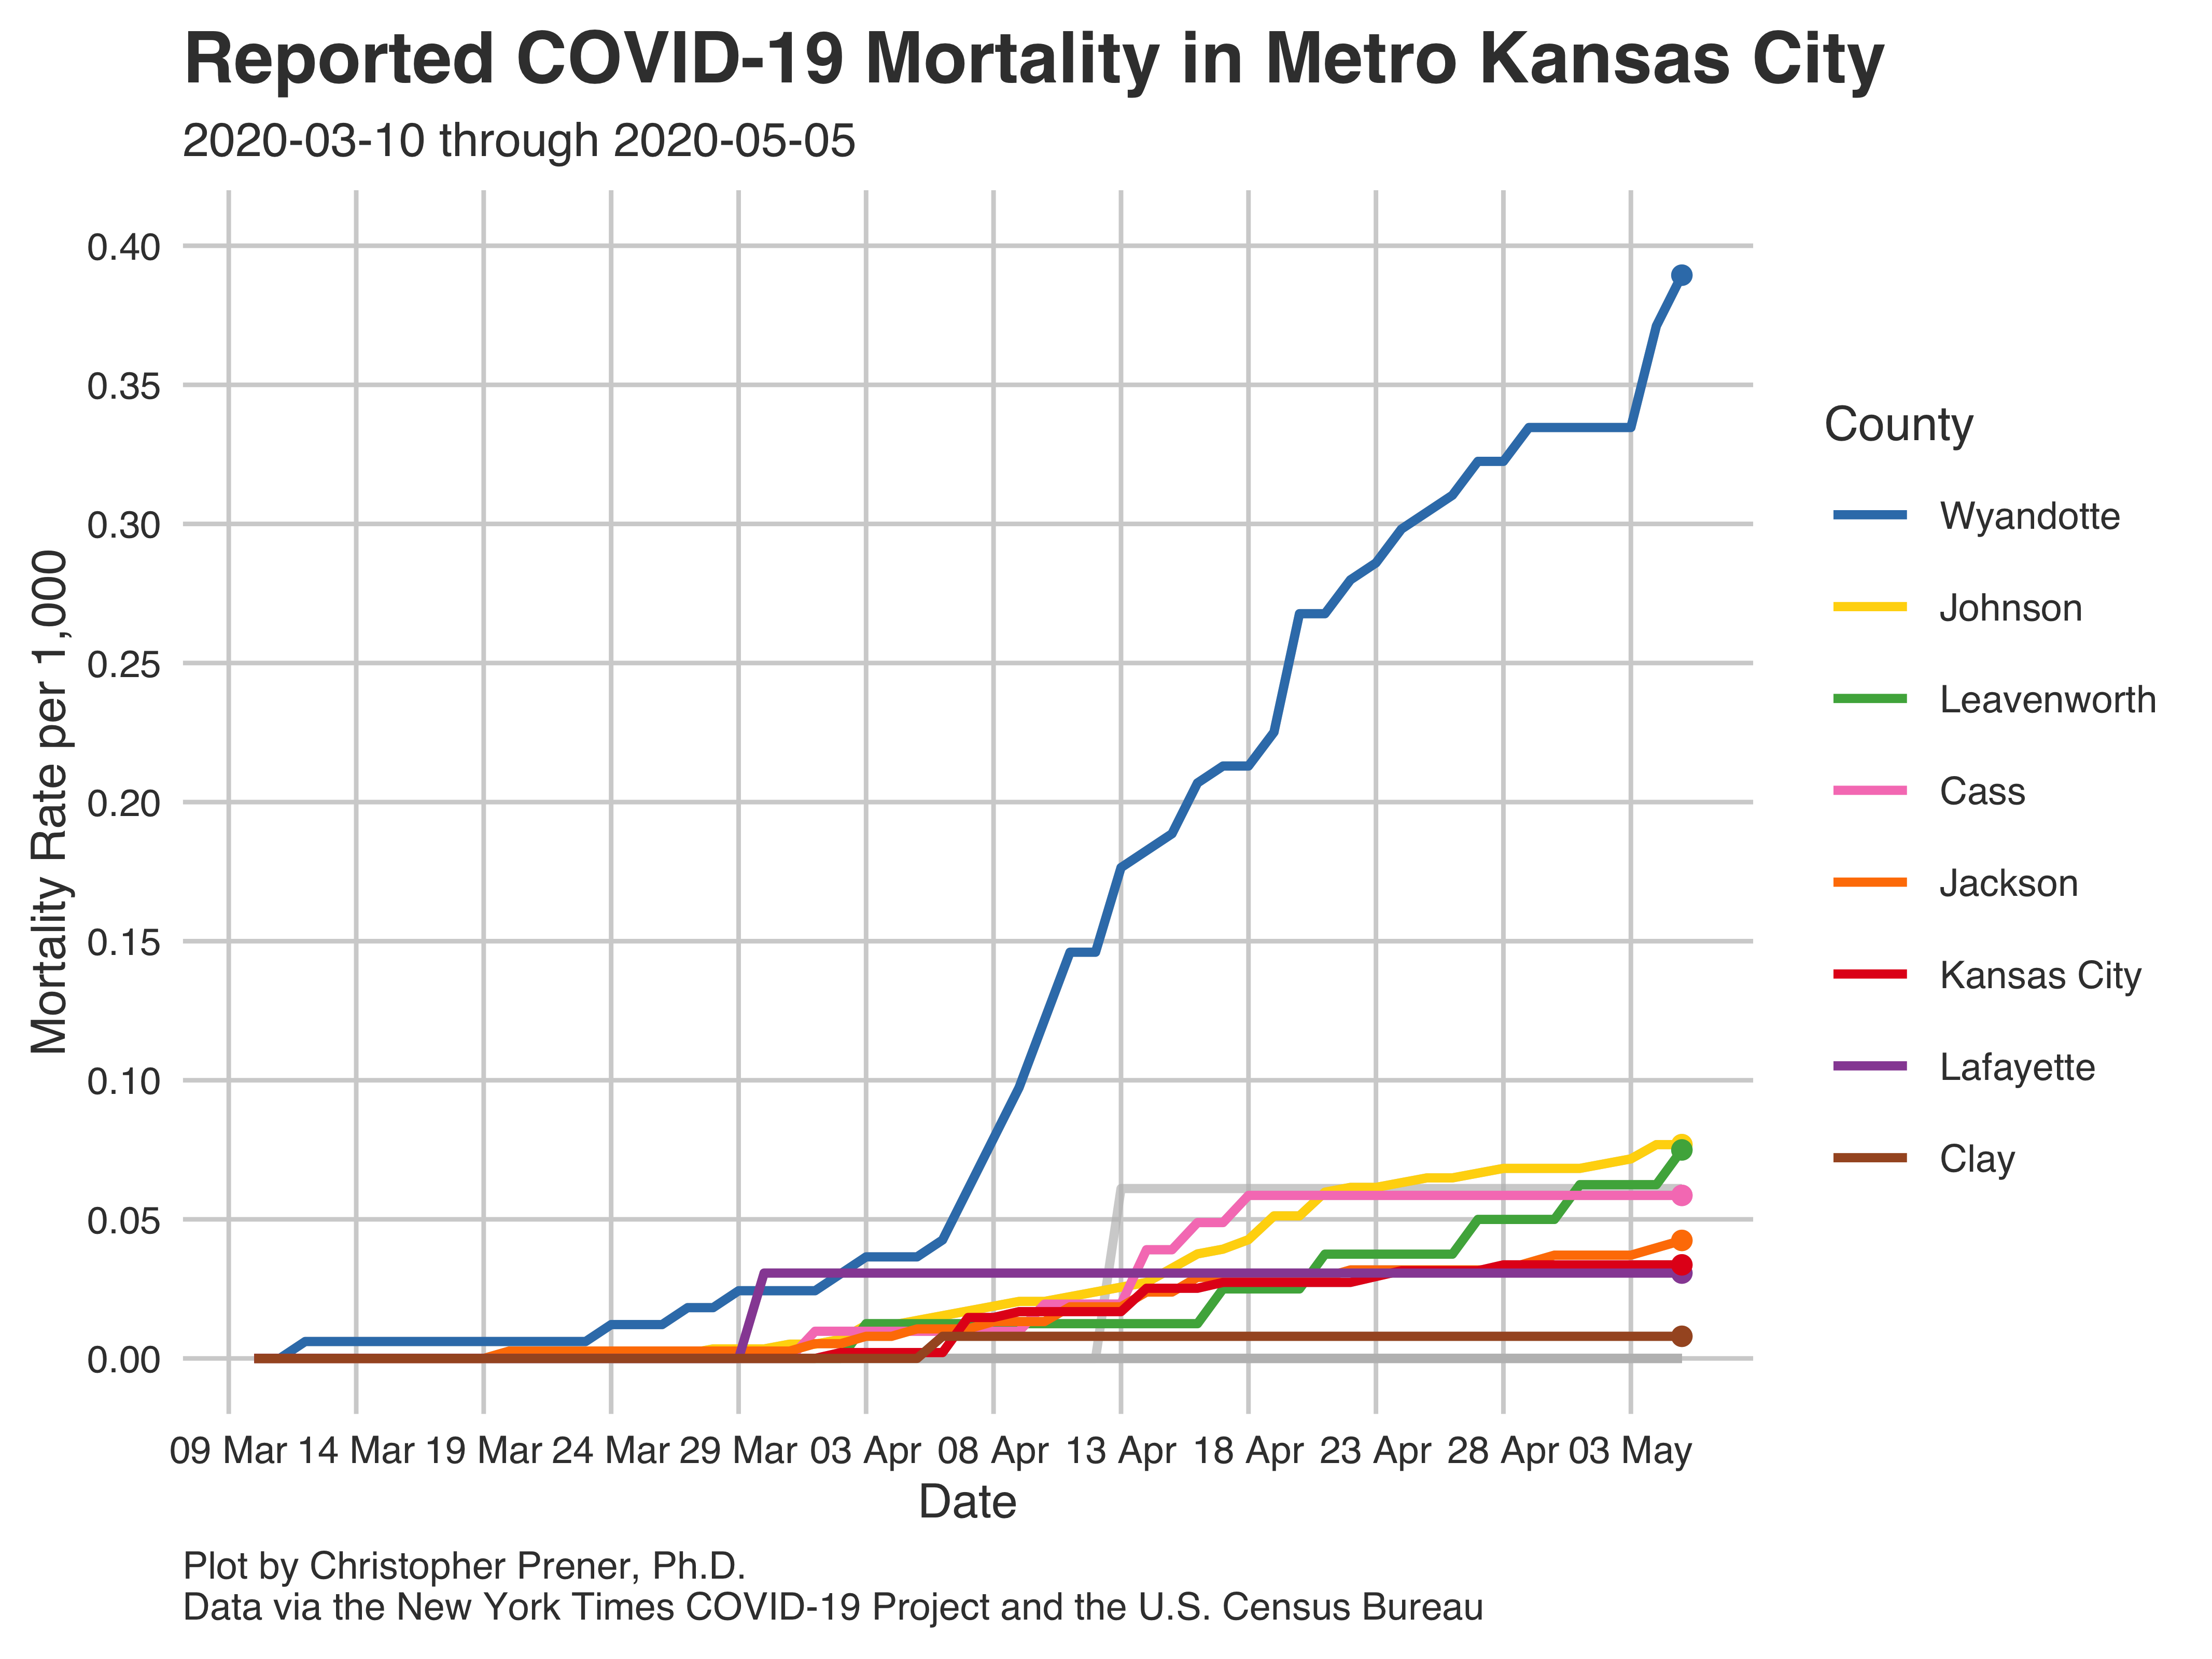 Reported COVID-19 Mortality in Metro Kansas City
2020-03-10 through 2020-05-05
Mortality Rate per 1,000
0.40
0.35
0.30
0.25
0.20
0.15
0.10
0.05
0.00
09 Mar 14 Mar 19 Mar 24 Mar 29 Mar 03 Apr 08 Apr 13 Apr 18 Apr 23 Apr 28 Apr 03 May
Date
County
Wyandotte
Johnson
Leavenworth
Cass
Jackson
Kansas City
Lafayette
Clay
Plot by Christopher Prener, Ph.D.
Data via the New York Times COVID-19 Project and the U.S. Census Bureau